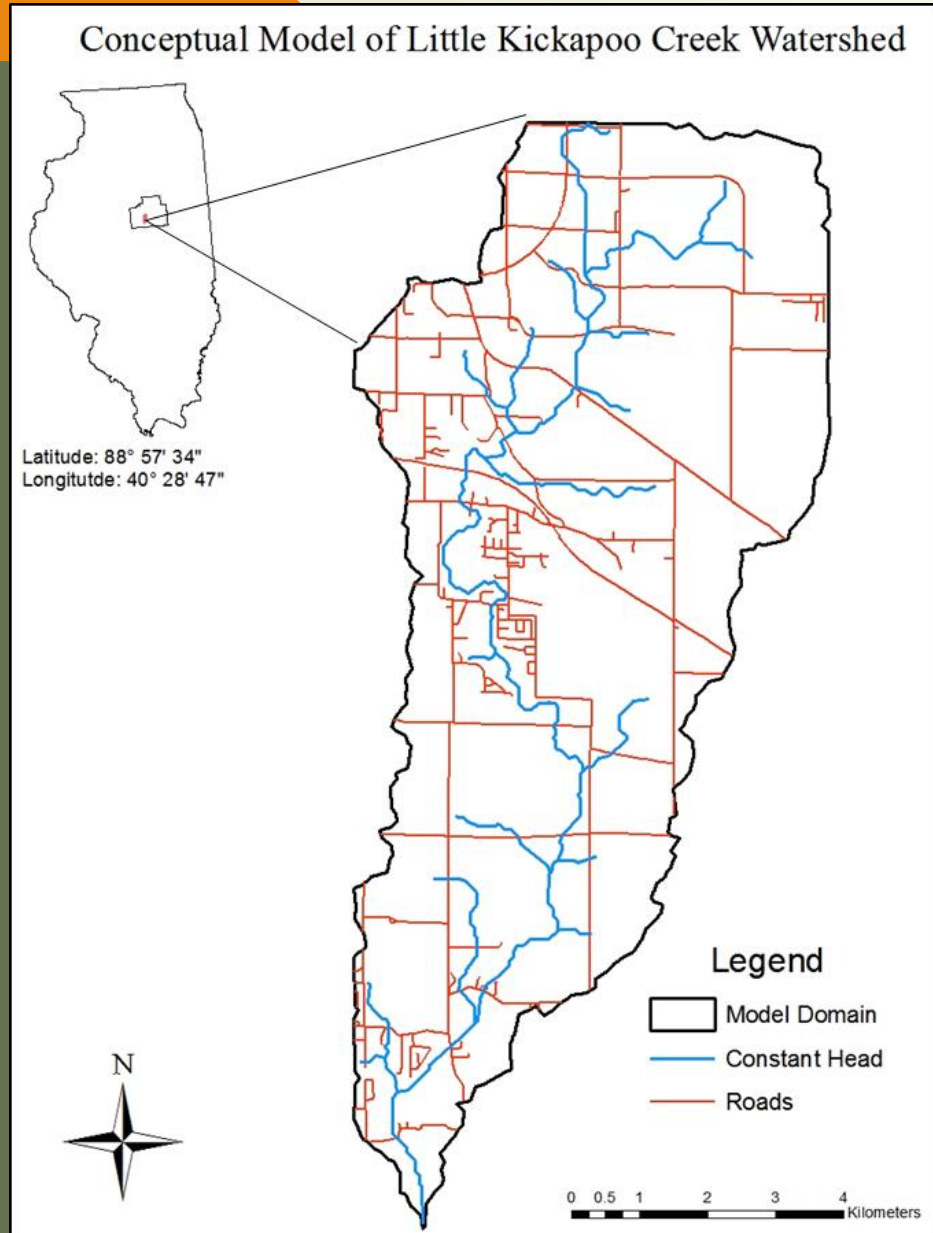 Conceptual Model of Little Kickapoo Creek Watershed
Latitude: 88° 57' 34"
Longitutde: 40° 28' 47"
Legend
Model Domain
Constant Head
Roads
N
0 0.5 1 2 3 4
Kilometers